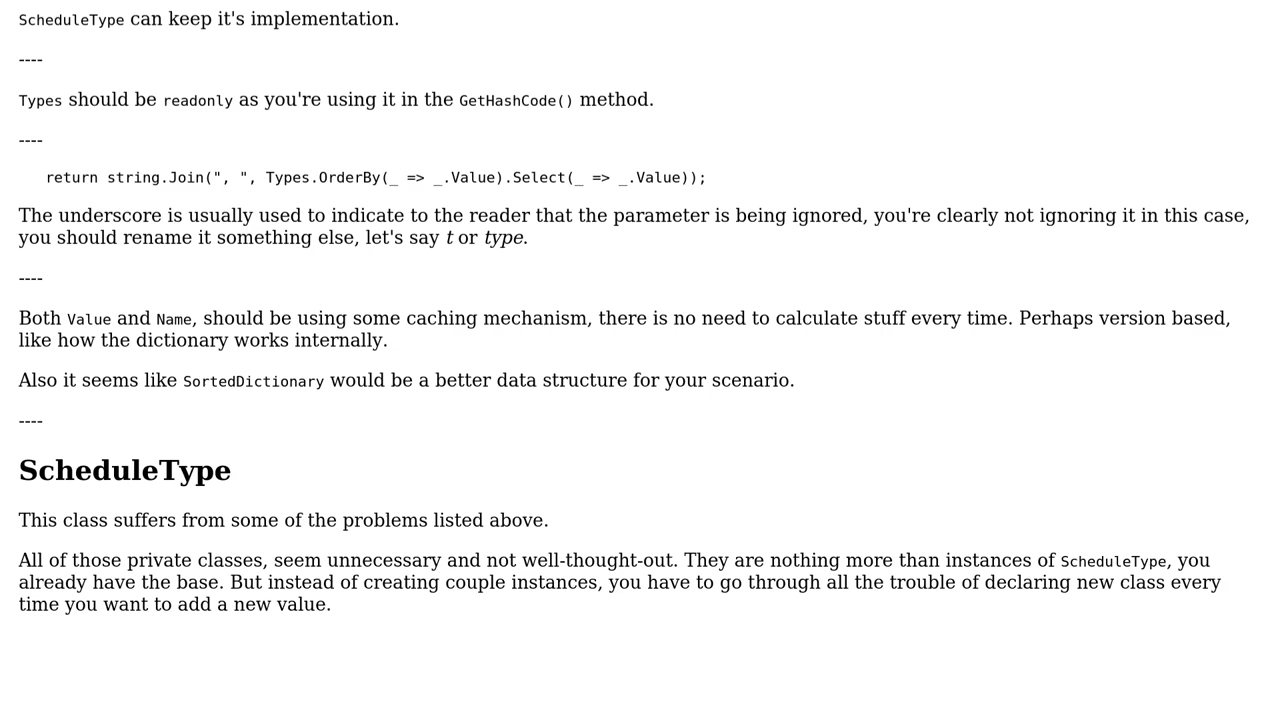 ScheduleType can keep it's implementation.
----
Types should be readonly as you're using it in the GetHashCode() method.
----
return string.Join(", ", Types.OrderBy(_ => _.Value).Select(_ => _.Value));
The underscore is usually used to indicate to the reader that the parameter is being ignored, you're clearly not ignoring it in this case,
you should rename it something else, let's say t or type.
----
Both Value and Name, should be using some caching mechanism, there is no need to calculate stuff every time. Perhaps version based,
like how the dictionary works internally.
Also it seems like SortedDictionary would be a better data structure for your scenario.
----
ScheduleType
This class suffers from some of the problems listed above.
All of those private classes, seem unnecessary and not well-thought-out. They are nothing more than instances of ScheduleType, you
already have the base. But instead of creating couple instances, you have to go through all the trouble of declaring new class every
time you want to add a new value.